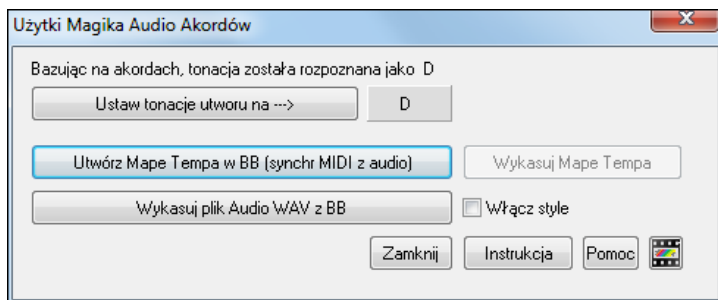 Użytki Magika Audio Akordów
Bazując na akordach, tonacja została rozpoznana jako D
Ustaw tonacje utworu na --->
D
Utwórz Mape Tempa w BB (synchr MIDI z audio)
Wykasuj Mape Tempa
Wykasuj plik Audio WAV z BB
Włącz style
Zamknij
Instrukcja
Pomoc